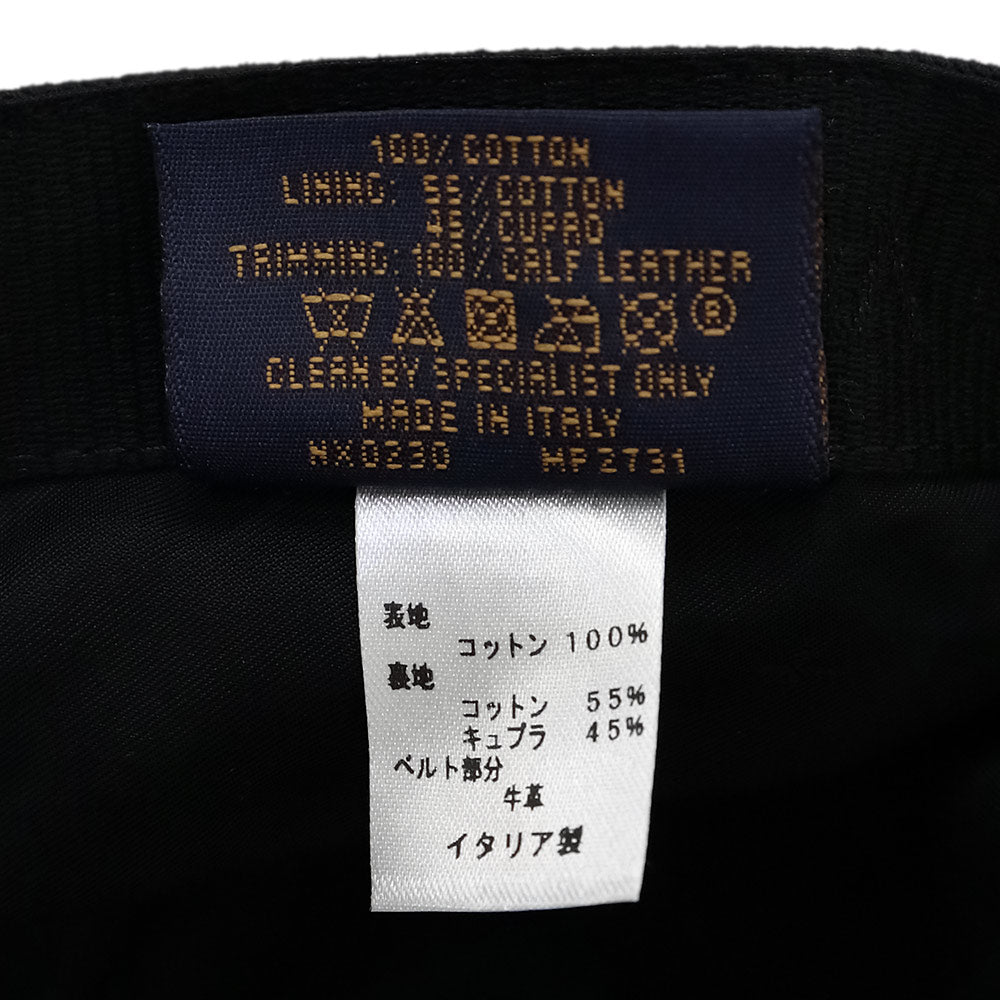 100% COTTON
LINING: 55% COTTON
45% CUPRO
TRIMMING: 100% CALF LEATHER
CLEAN BY SPECIALIST ONLY
MADE IN ITALY
NX0230 MP2731
表地
コットン 100%
裏地
コットン 55%
キュプラ 45%
ベルト部分
牛革
イタリア製